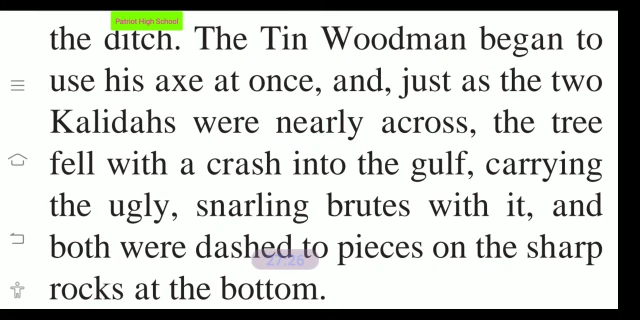 Patriot High School
the ditch. The Tin Woodman began to
use his axe at once, and, just as the two
Kalidahs were nearly across, the tree
fell with a crash into the gulf, carrying
the ugly, snarling brutes with it, and
both were dashed to pieces on the sharp
27:26
rocks at the bottom.